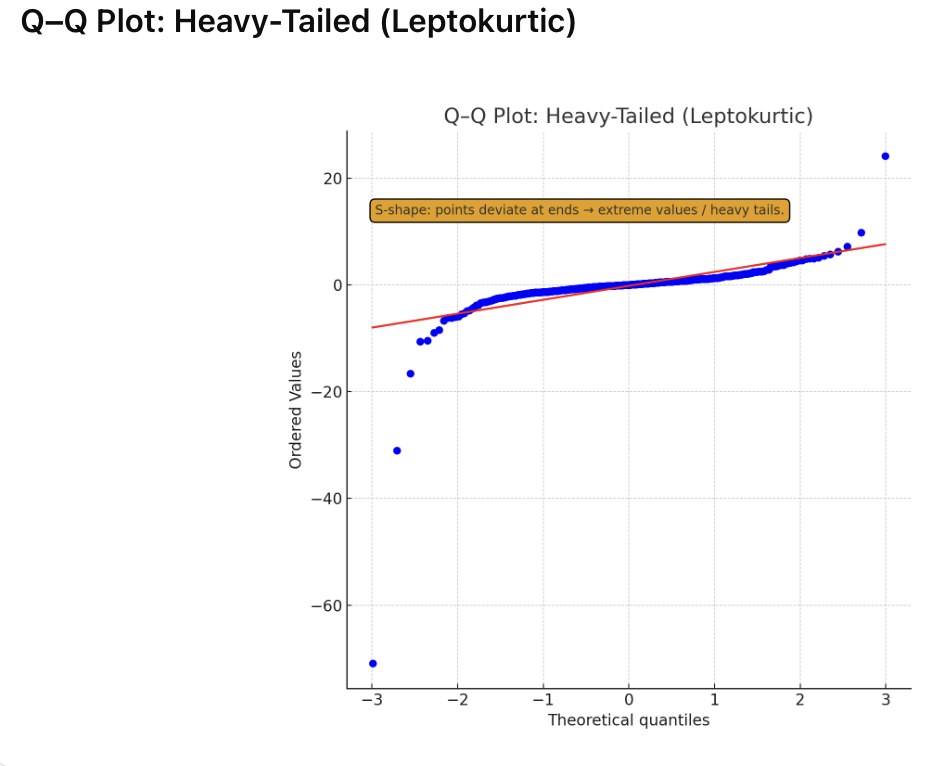 Q–Q Plot: Heavy-Tailed (Leptokurtic)
Q–Q Plot: Heavy-Tailed (Leptokurtic)
S-shape: points deviate at ends → extreme values / heavy tails.
Ordered Values
20
0
−20
−40
−60
−3 −2 −1 0 1 2 3
Theoretical quantiles